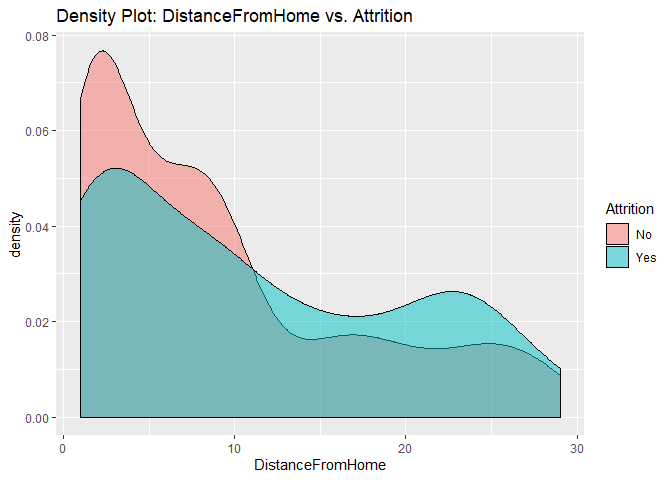 Density Plot: DistanceFromHome vs. Attrition
0.08
0.06
0.04
0.02
0.00
density
0
10
20
30
DistanceFromHome
Attrition
No
Yes